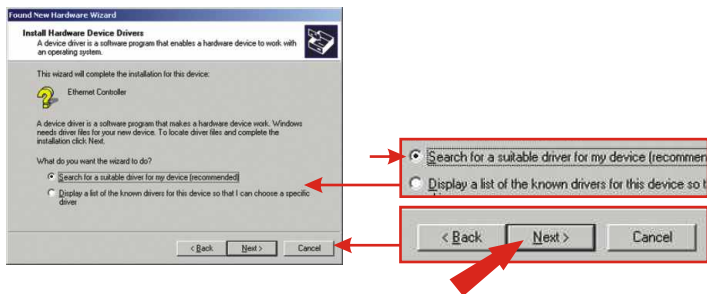 Found New Hardware Wizard
Install Hardware Device Drivers
A device driver is a software program that enables a hardware device to work with
an operating system.
This wizard will complete the installation for this device:
Ethernet Controller
A device driver is a software program that makes a hardware device work. Windows
needs driver files for your new device. To locate driver files and complete the
installation click Next.
What do you want the wizard to do?
Search for a suitable driver for my device (recommended)
Display a list of the known drivers for this device so that I can choose a specific
driver
< Back Next > Cancel
Search for a suitable driver for my device (recommen
Display a list of the known drivers for this device so t
< Back Next > Cancel